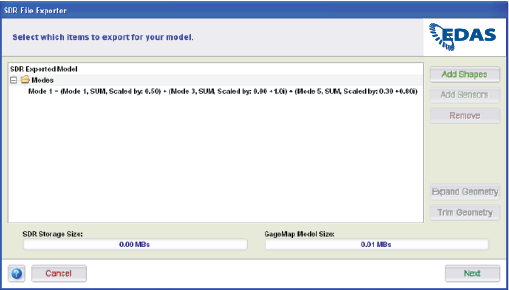 SDR File Exporter
Select which items to export for your model.
EDAS
SDR Exported Model
Modes
Mode 1 = (Mode 1, SUM, Scaled by: 0.50) + (Mode 3, SUM, Scaled by: 0.00 +1.0i) + (Mode 5, SUM, Scaled by: 0.30 +0.80i)
Add Shapes
Add Sensors
Remove
Expand Geometry
Trim Geometry
SDR Storage Size:
GageMap Model Size:
0.00 MBs
0.01 MBs
?
Cancel
Next